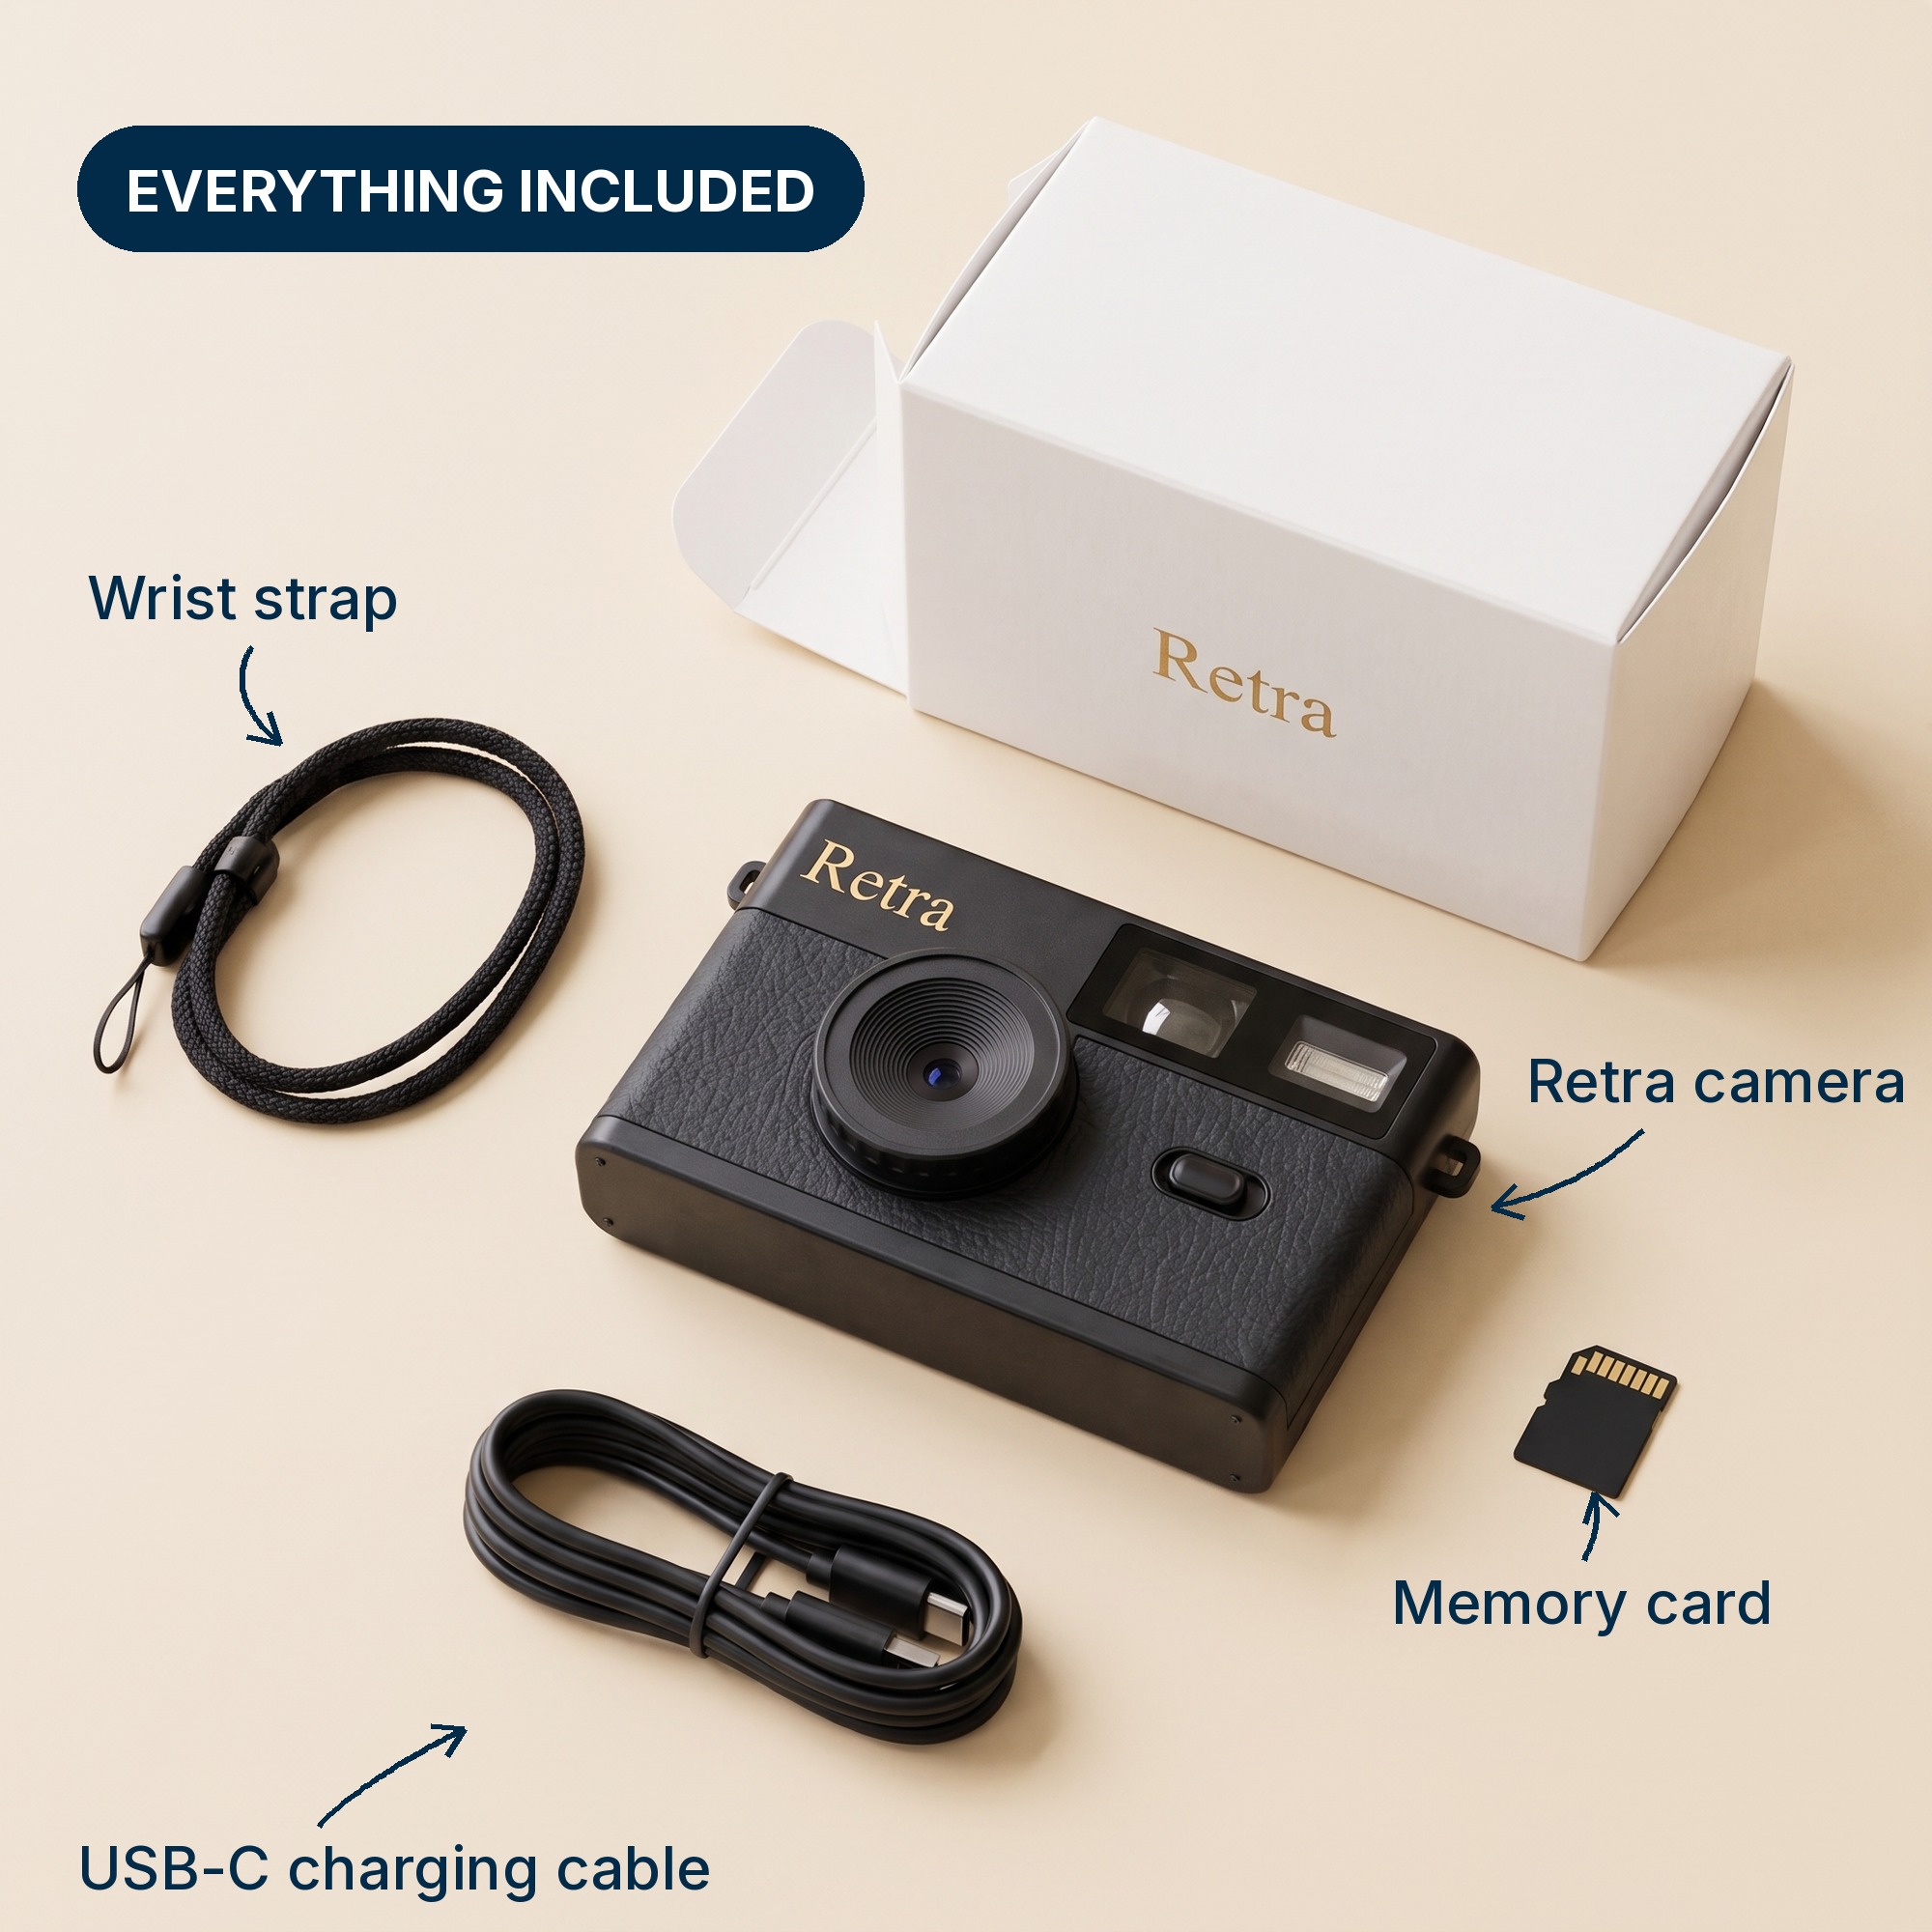 EVERYTHING INCLUDED
Retra
Wrist strap
Retra
Retra camera
Memory card
USB-C charging cable